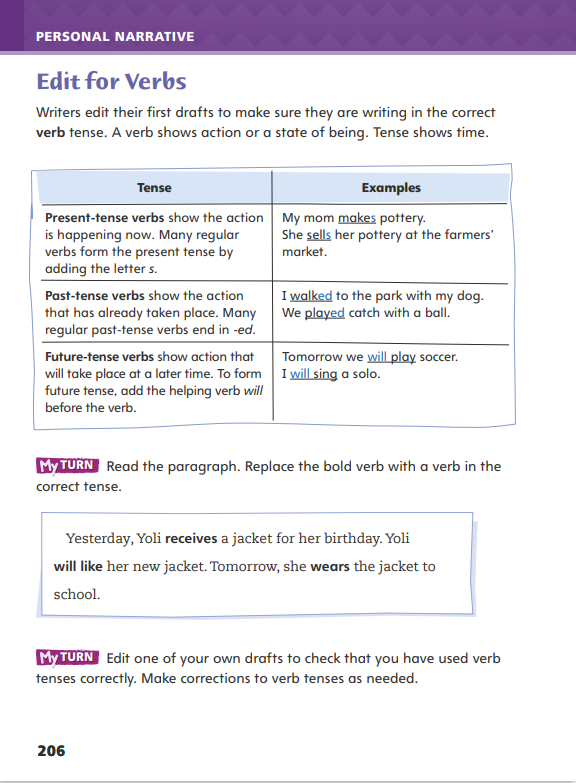 PERSONAL NARRATIVE
Edit for Verbs
Writers edit their first drafts to make sure they are writing in the correct
verb tense. A verb shows action or a state of being. Tense shows time.
Tense
Examples
Present-tense verbs show the action
is happening now. Many regular
verbs form the present tense by
adding the letter s.
My mom makes pottery.
She sells her pottery at the farmers'
market.
Past-tense verbs show the action
that has already taken place. Many
regular past-tense verbs end in -ed.
I walked to the park with my dog.
We played catch with a ball.
Future-tense verbs show action that
will take place at a later time. To form
future tense, add the helping verb will
before the verb.
Tomorrow we will play soccer.
I will sing a solo.
My TURN Read the paragraph. Replace the bold verb with a verb in the
correct tense.
Yesterday, Yoli receives a jacket for her birthday. Yoli
will like her new jacket. Tomorrow, she wears the jacket to
school.
My TURN Edit one of your own drafts to check that you have used verb
tenses correctly. Make corrections to verb tenses as needed.
206